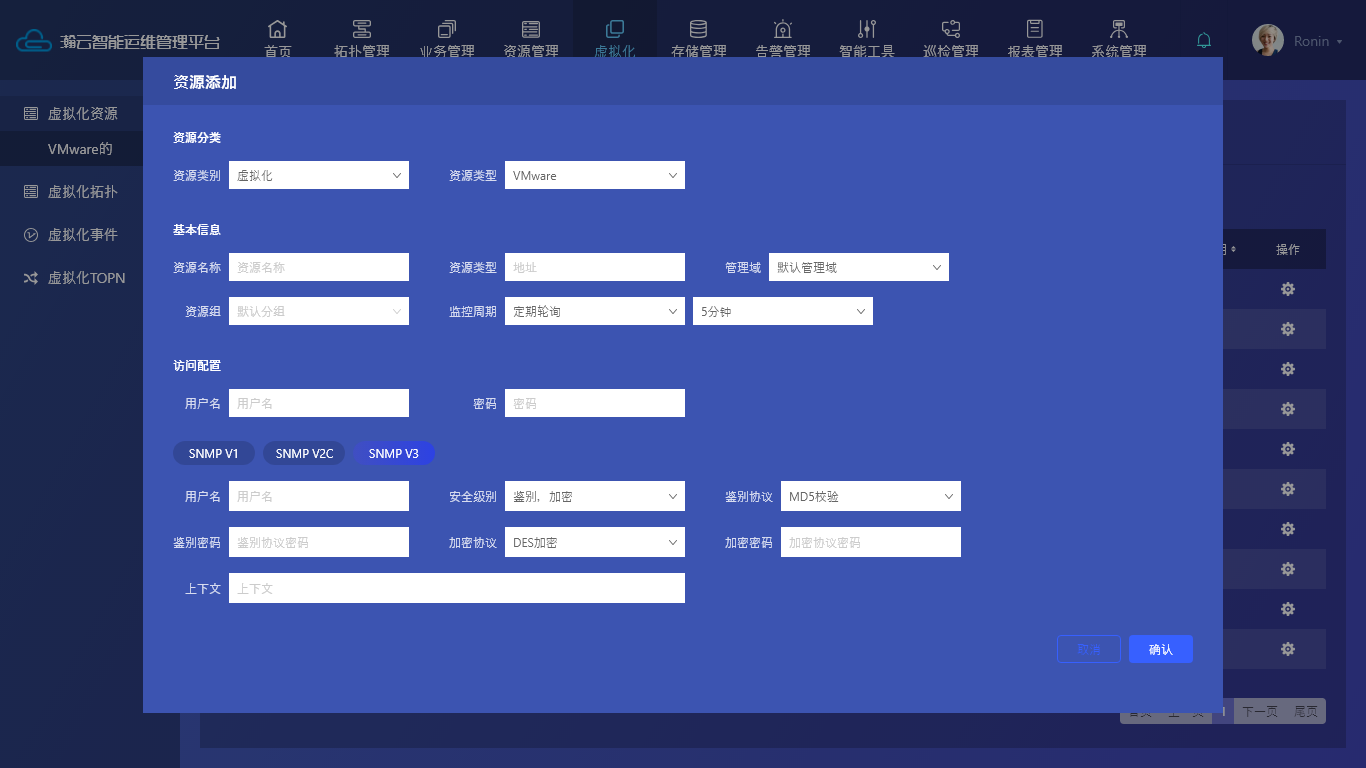 瀚云智能运维管理平台
首页 拓扑管理 业务管理 资源管理 虚拟化 存储管理 告警管理 智能工具 巡检管理 报表管理 系统管理
Ronin
资源添加
虚拟化资源
VMware的
虚拟化拓扑
虚拟化事件
虚拟化TOPN
资源分类
资源类别 虚拟化 资源类型 VMware
基本信息
资源名称 资源名称 资源类型 地址 管理域 默认管理域
资源组 默认分组 监控周期 定期轮询 5分钟
访问配置
用户名 用户名 密码 密码
SNMP V1 SNMP V2C SNMP V3
用户名 用户名 安全级别 鉴别，加密 鉴别协议 MD5校验
鉴别密码 鉴别协议密码 加密协议 DES加密 加密密码 加密协议密码
上下文 上下文
取消 确认
操作
下一页 尾页